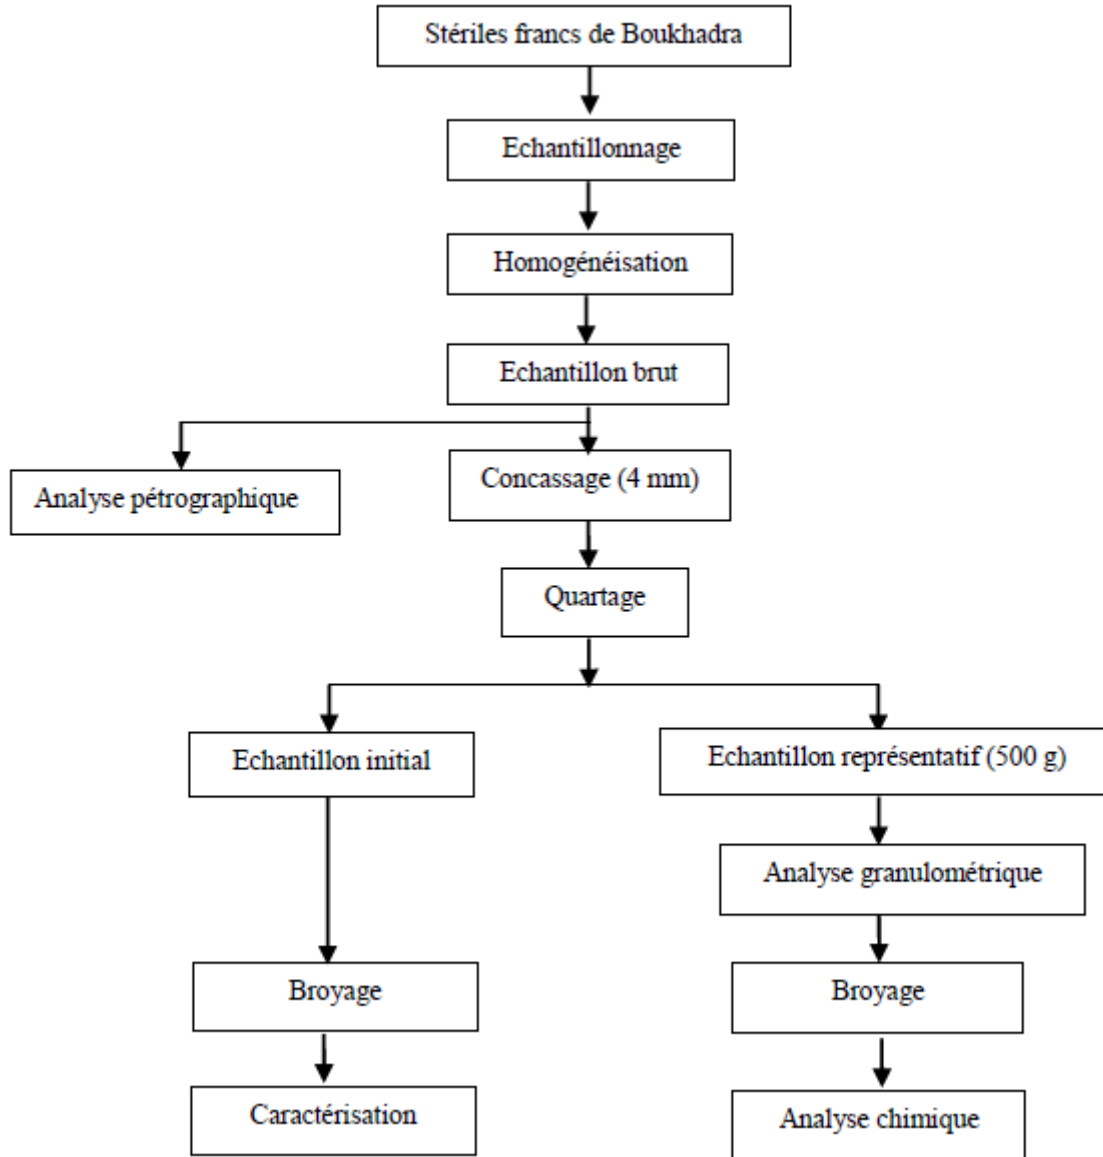 Stériles francs de Boukhadra
Echantillonnage
Homogénéisation
Echantillon brut
Analyse pétrographique
Concassage (4 mm)
Quartage
Echantillon initial
Echantillon représentatif (500 g)
Analyse granulométrique
Broyage
Broyage
Caractérisation
Analyse chimique